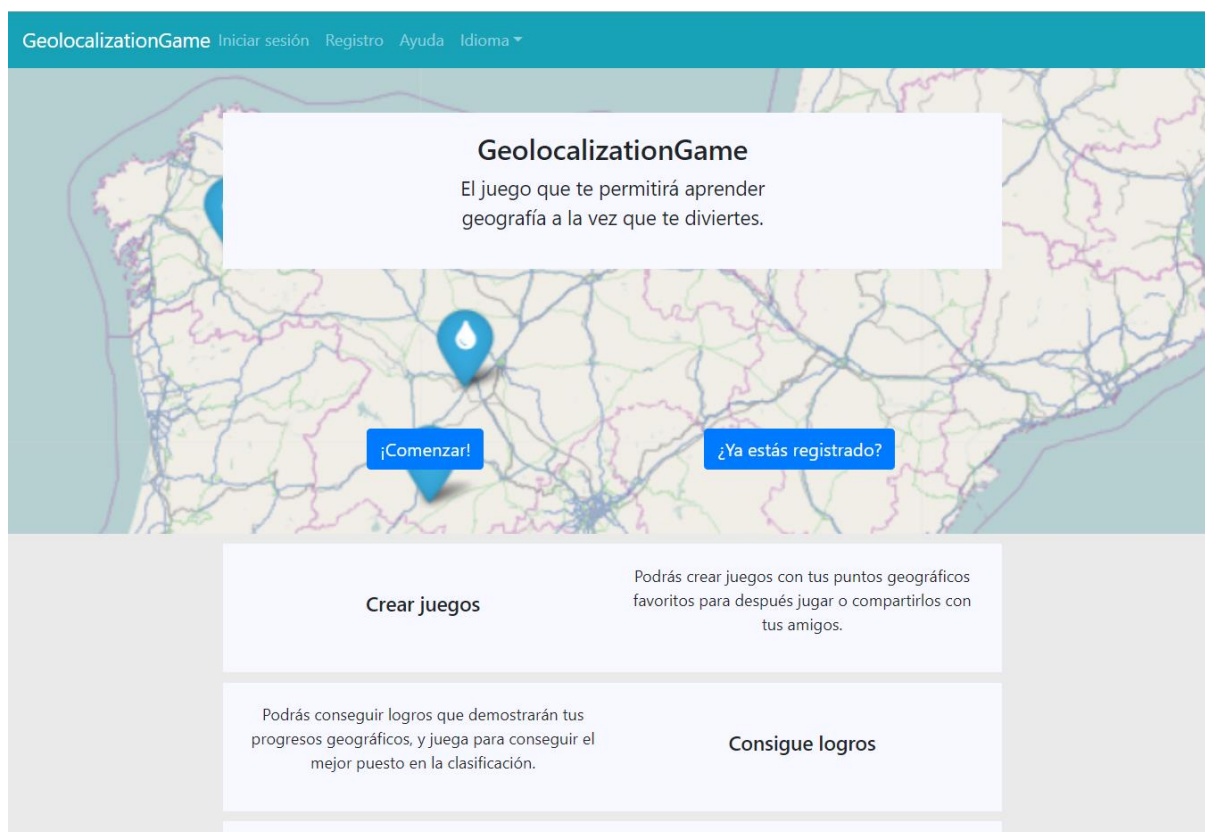 GeolocalizationGame Iniciar sesión Registro Ayuda Idioma
GeolocalizationGame
El juego que te permitirá aprender
geografía a la vez que te diviertes.
¡Comenzar!
¿Ya estás registrado?
Crear juegos
Podrás crear juegos con tus puntos geográficos
favoritos para después jugar o compartirlos con
tus amigos.
Podrás conseguir logros que demostrarán tus
progresos geográficos, y juega para conseguir el
mejor puesto en la clasificación.
Consigue logros